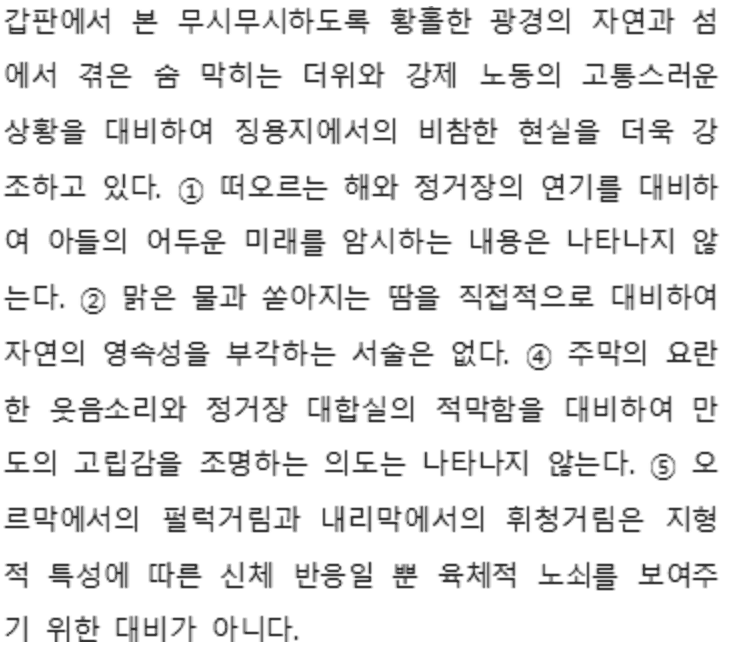 갑판에서 본 무시무시하도록 황홀한 광경의 자연과 섬
에서 겪은 숨 막히는 더위와 강제 노동의 고통스러운
상황을 대비하여 징용지에서의 비참한 현실을 더욱 강
조하고 있다. ① 떠오르는 해와 정거장의 연기를 대비하
여 아들의 어두운 미래를 암시하는 내용은 나타나지 않
는다. ② 맑은 물과 쏟아지는 땀을 직접적으로 대비하여
자연의 영속성을 부각하는 서술은 없다. ④ 주막의 요란
한 웃음소리와 정거장 대합실의 적막함을 대비하여 만
도의 고립감을 조명하는 의도는 나타나지 않는다. ⑤ 오
르막에서의 펄럭거림과 내리막에서의 휘청거림은 지형
적 특성에 따른 신체 반응일 뿐 육체적 노쇠를 보여주
기 위한 대비가 아니다.